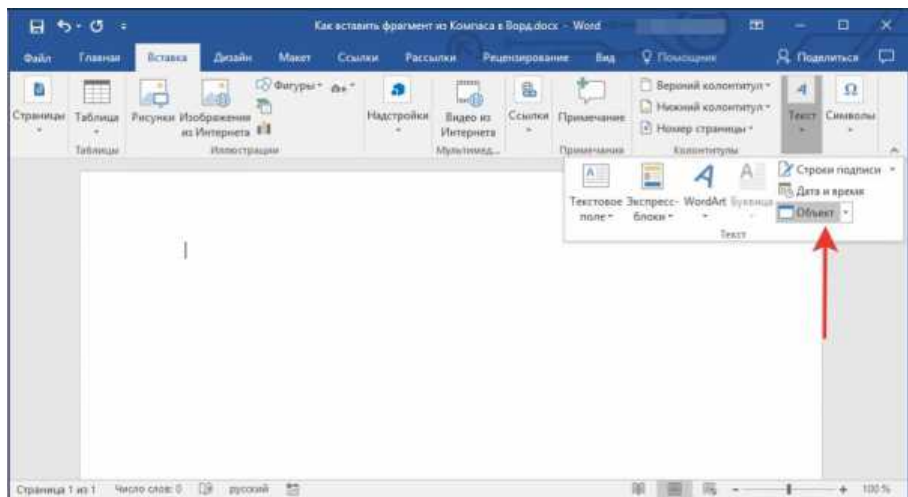 Как вставить фрагмент из Компаса в Ворд.docx - Word
Файл Главная Вставка Дизайн Макет Ссылки Рассылки Рецензирование Вид Помощник Поделиться
Страницы
Таблица
Таблицы
Рисунки
Изображения из Интернета
Фигуры
Иллюстрации
Надстройки
Видео из Интернета
Мультимед...
Ссылки
Примечание
Примечания
Верхний колонтитул
Нижний колонтитул
Номер страницы
Колонтитулы
Текст
Символы
Текстовое поле
Экспресс-блоки
WordArt
Буквица
Строки подписи
Дата и время
Объект
Текст
Страница 1 из 1 Число слов: 0 русский 100 %